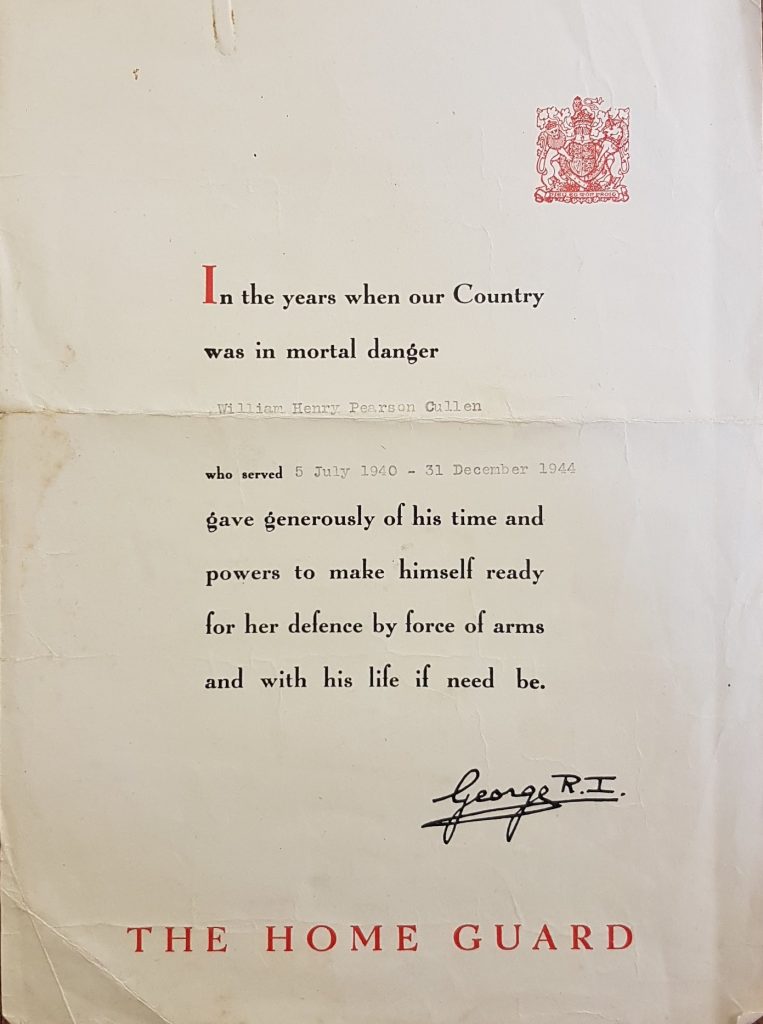 In the years when our Country
was in mortal danger
William Henry Pearson Cullen
who served 5 July 1940 - 31 December 1944
gave generously of his time and
powers to make himself ready
for her defence by force of arms
and with his life if need be.
George R.I.
THE HOME GUARD